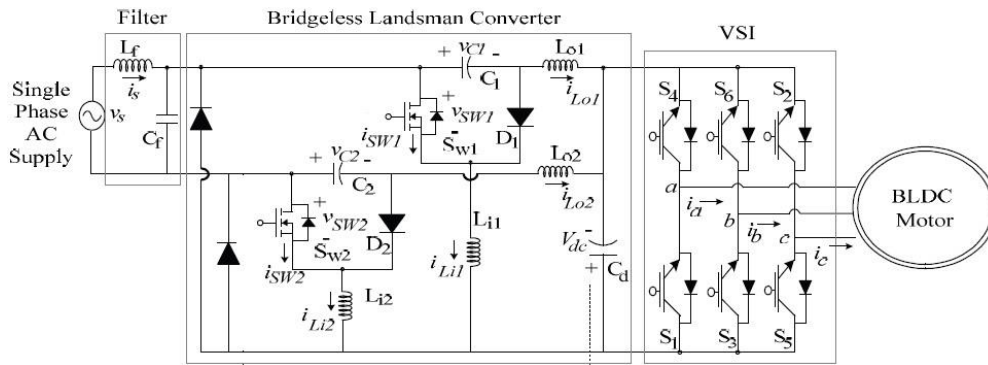 Filter
Bridgeless Landsman Converter
VSI
Single
Phase
AC
Supply
vs
Lf
is
Cf
+ vC1 -
C1
Lo1
iLo1
iSW1
vSW1
-
Sw1
D1
+ vC2 -
C2
Lo2
iLo2
iSW2
vSW2
-
Sw2
D2
Li1
iLi1
Li2
iLi2
Vdc -
+
Cd
S4
S6
S2
a
ia
b
ib
c
ic
S1
S3
S5
BLDC
Motor